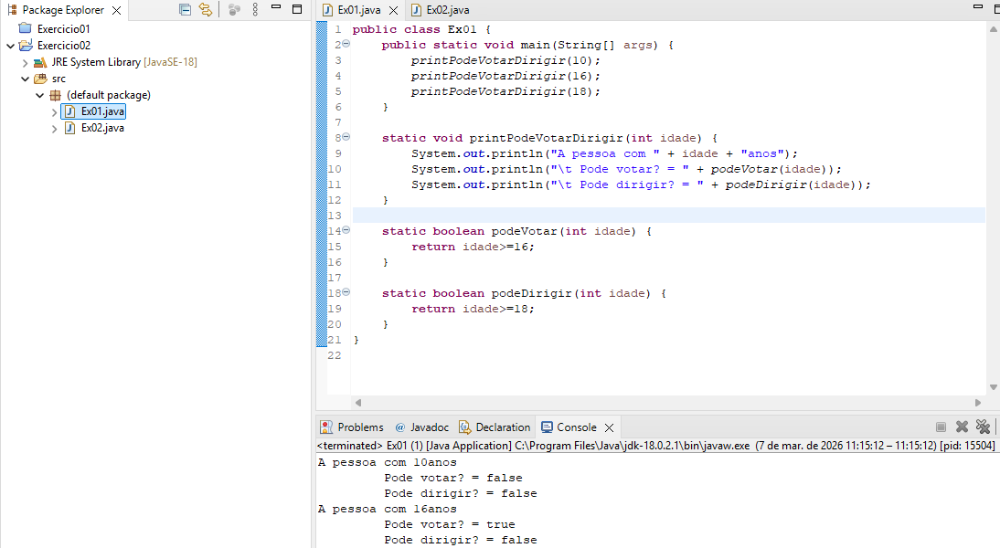 Package Explorer
Exercicio01
Exercicio02
JRE System Library [JavaSE-18]
src
(default package)
Ex01.java
Ex02.java
Ex01.java Ex02.java
1 public class Ex01 {
2 public static void main(String[] args) {
3 printPodeVotarDirigir(10);
4 printPodeVotarDirigir(16);
5 printPodeVotarDirigir(18);
6 }
7
8 static void printPodeVotarDirigir(int idade) {
9 System.out.println("A pessoa com " + idade + "anos");
10 System.out.println("\t Pode votar? = " + podeVotar(idade));
11 System.out.println("\t Pode dirigir? = " + podeDirigir(idade));
12 }
13
14 static boolean podeVotar(int idade) {
15 return idade>=16;
16 }
17
18 static boolean podeDirigir(int idade) {
19 return idade>=18;
20 }
21 }
22
Problems @ Javadoc Declaration Console
<terminated> Ex01 (1) [Java Application] C:\Program Files\Java\jdk-18.0.2.1\bin\javaw.exe (7 de mar. de 2026 11:15:12 – 11:15:12) [pid: 15504]
A pessoa com 10anos
Pode votar? = false
Pode dirigir? = false
A pessoa com 16anos
Pode votar? = true
Pode dirigir? = false